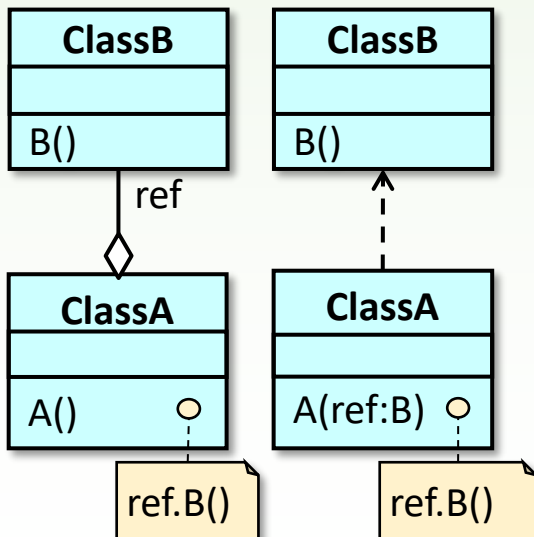 ClassB
B()
ref
ClassA
A()
ref.B()
ClassB
B()
ClassA
A(ref:B)
ref.B()